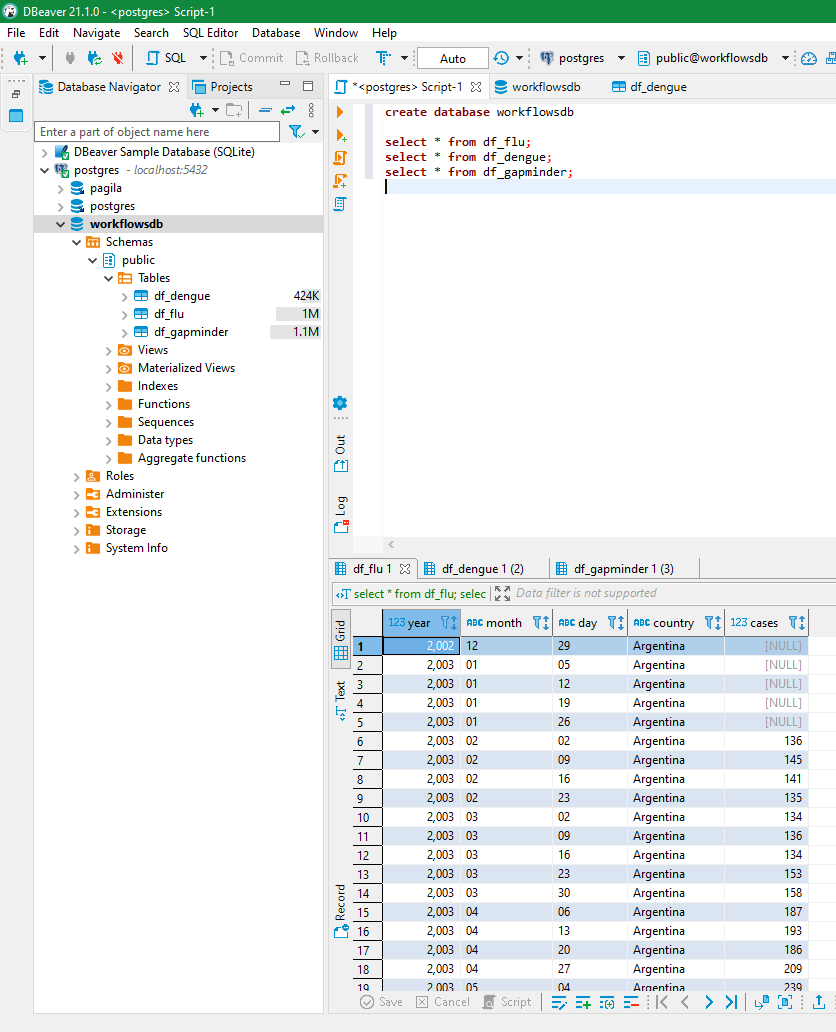 DBeaver 21.1.0 - <postgres> Script-1
File Edit Navigate Search SQL Editor Database Window Help
SQL Commit Rollback Auto postgres public@workflowsdb
Database Navigator Projects
Enter a part of object name here
DBeaver Sample Database (SQLite)
postgres - localhost:5432
pagila
postgres
workflowsdb
Schemas
public
Tables
df_dengue 424K
df_flu 1M
df_gapminder 1.1M
Views
Materialized Views
Indexes
Functions
Sequences
Data types
Aggregate functions
Roles
Administer
Extensions
Storage
System Info
*<postgres> Script-1 workflowsdb df_dengue
create database workflowsdb
select * from df_flu;
select * from df_dengue;
select * from df_gapminder;
Out
Log
df_flu 1 df_dengue 1 (2) df_gapminder 1 (3)
select * from df_flu; selec Data filter is not supported
Grid
Text
Record
123 year ABC month ABC day ABC country 123 cases
1 2,002 12 29 Argentina [NULL]
2 2,003 01 05 Argentina [NULL]
3 2,003 01 12 Argentina [NULL]
4 2,003 01 19 Argentina [NULL]
5 2,003 01 26 Argentina [NULL]
6 2,003 02 02 Argentina 136
7 2,003 02 09 Argentina 145
8 2,003 02 16 Argentina 141
9 2,003 02 23 Argentina 135
10 2,003 03 02 Argentina 134
11 2,003 03 09 Argentina 136
12 2,003 03 16 Argentina 134
13 2,003 03 23 Argentina 153
14 2,003 03 30 Argentina 158
15 2,003 04 06 Argentina 187
16 2,003 04 13 Argentina 193
17 2,003 04 20 Argentina 186
18 2,003 04 27 Argentina 209
19 2,003 05 04 Argentina 239
Save Cancel Script